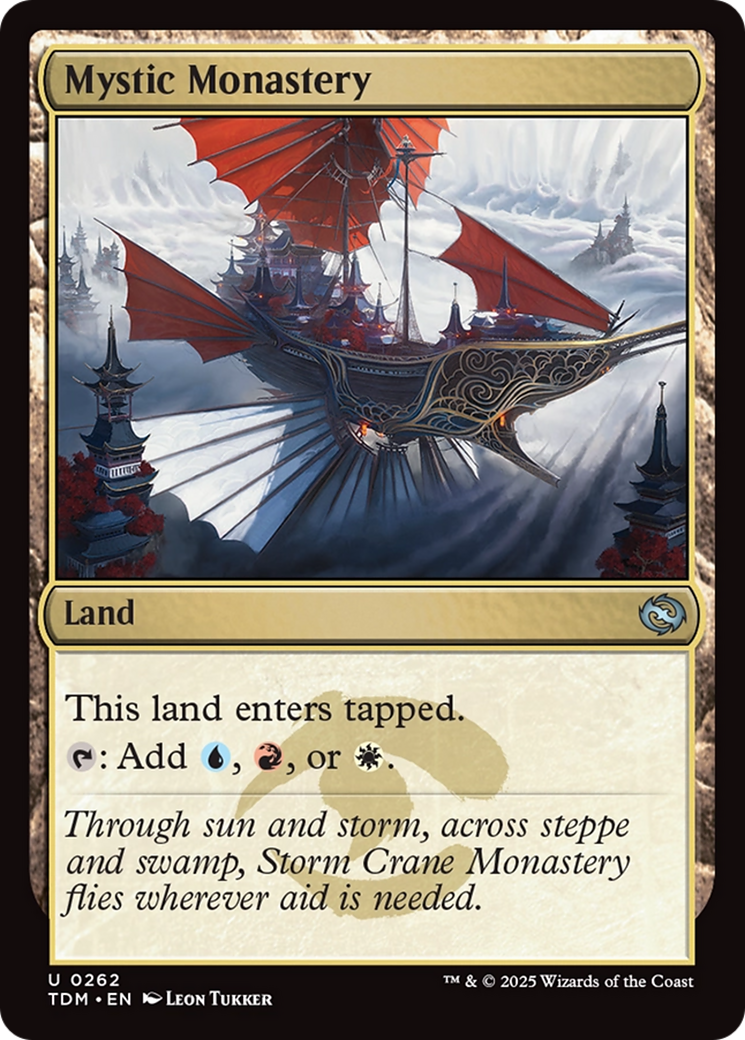 Mystic Monastery
Land
This land enters tapped.
: Add , , or .
Through sun and storm, across steppe
and swamp, Storm Crane Monastery
flies wherever aid is needed.
U 0262
TDM • EN Leon Tukker
™ & © 2025 Wizards of the Coast